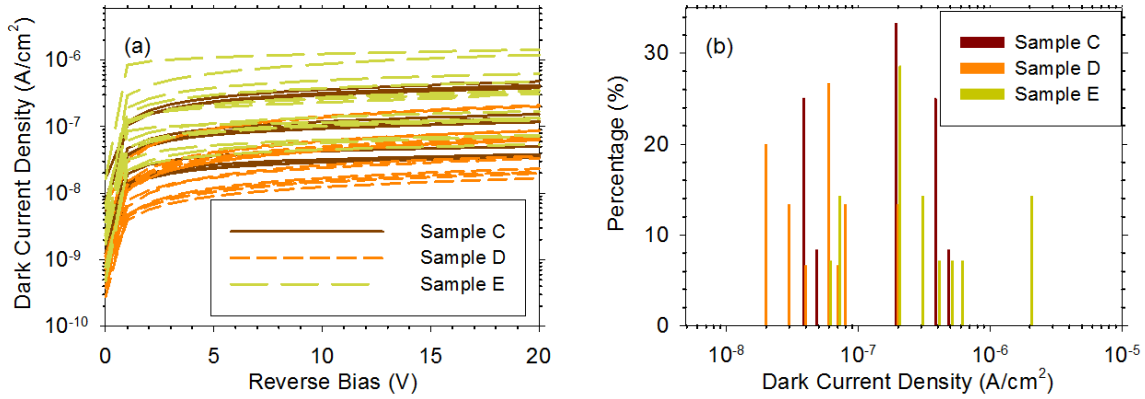 (a)
Dark Current Density (A/cm²)
10⁻⁶
10⁻⁷
10⁻⁸
10⁻⁹
10⁻¹⁰
Sample C
Sample D
Sample E
0 5 10 15 20
Reverse Bias (V)
(b)
Percentage (%)
30
20
10
0
Sample C
Sample D
Sample E
10⁻⁸ 10⁻⁷ 10⁻⁶ 10⁻⁵
Dark Current Density (A/cm²)